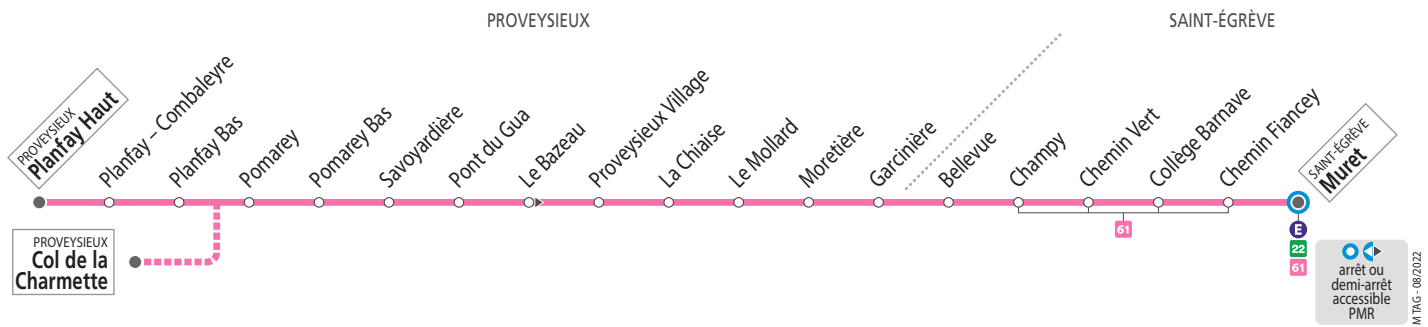 PROVEYSIEUX
SAINT-ÉGRÈVE
PROVEYSIEUX
Planfay Haut
Planfay – Combaleyre
Planfay Bas
Pomarey
Pomarey Bas
Savoyardière
Pont du Gua
Le Bazeau
Proveysieux Village
La Chiaise
Le Mollard
Moretière
Garcinière
Bellevue
Champy
Chemin Vert
Collège Barnave
Chemin Fiancey
SAINT-ÉGRÈVE
Muret
PROVEYSIEUX
Col de la
Charmette
61
E
22
61
arrêt ou
demi-arrêt
accessible
PMR
M TAG - 08/2022